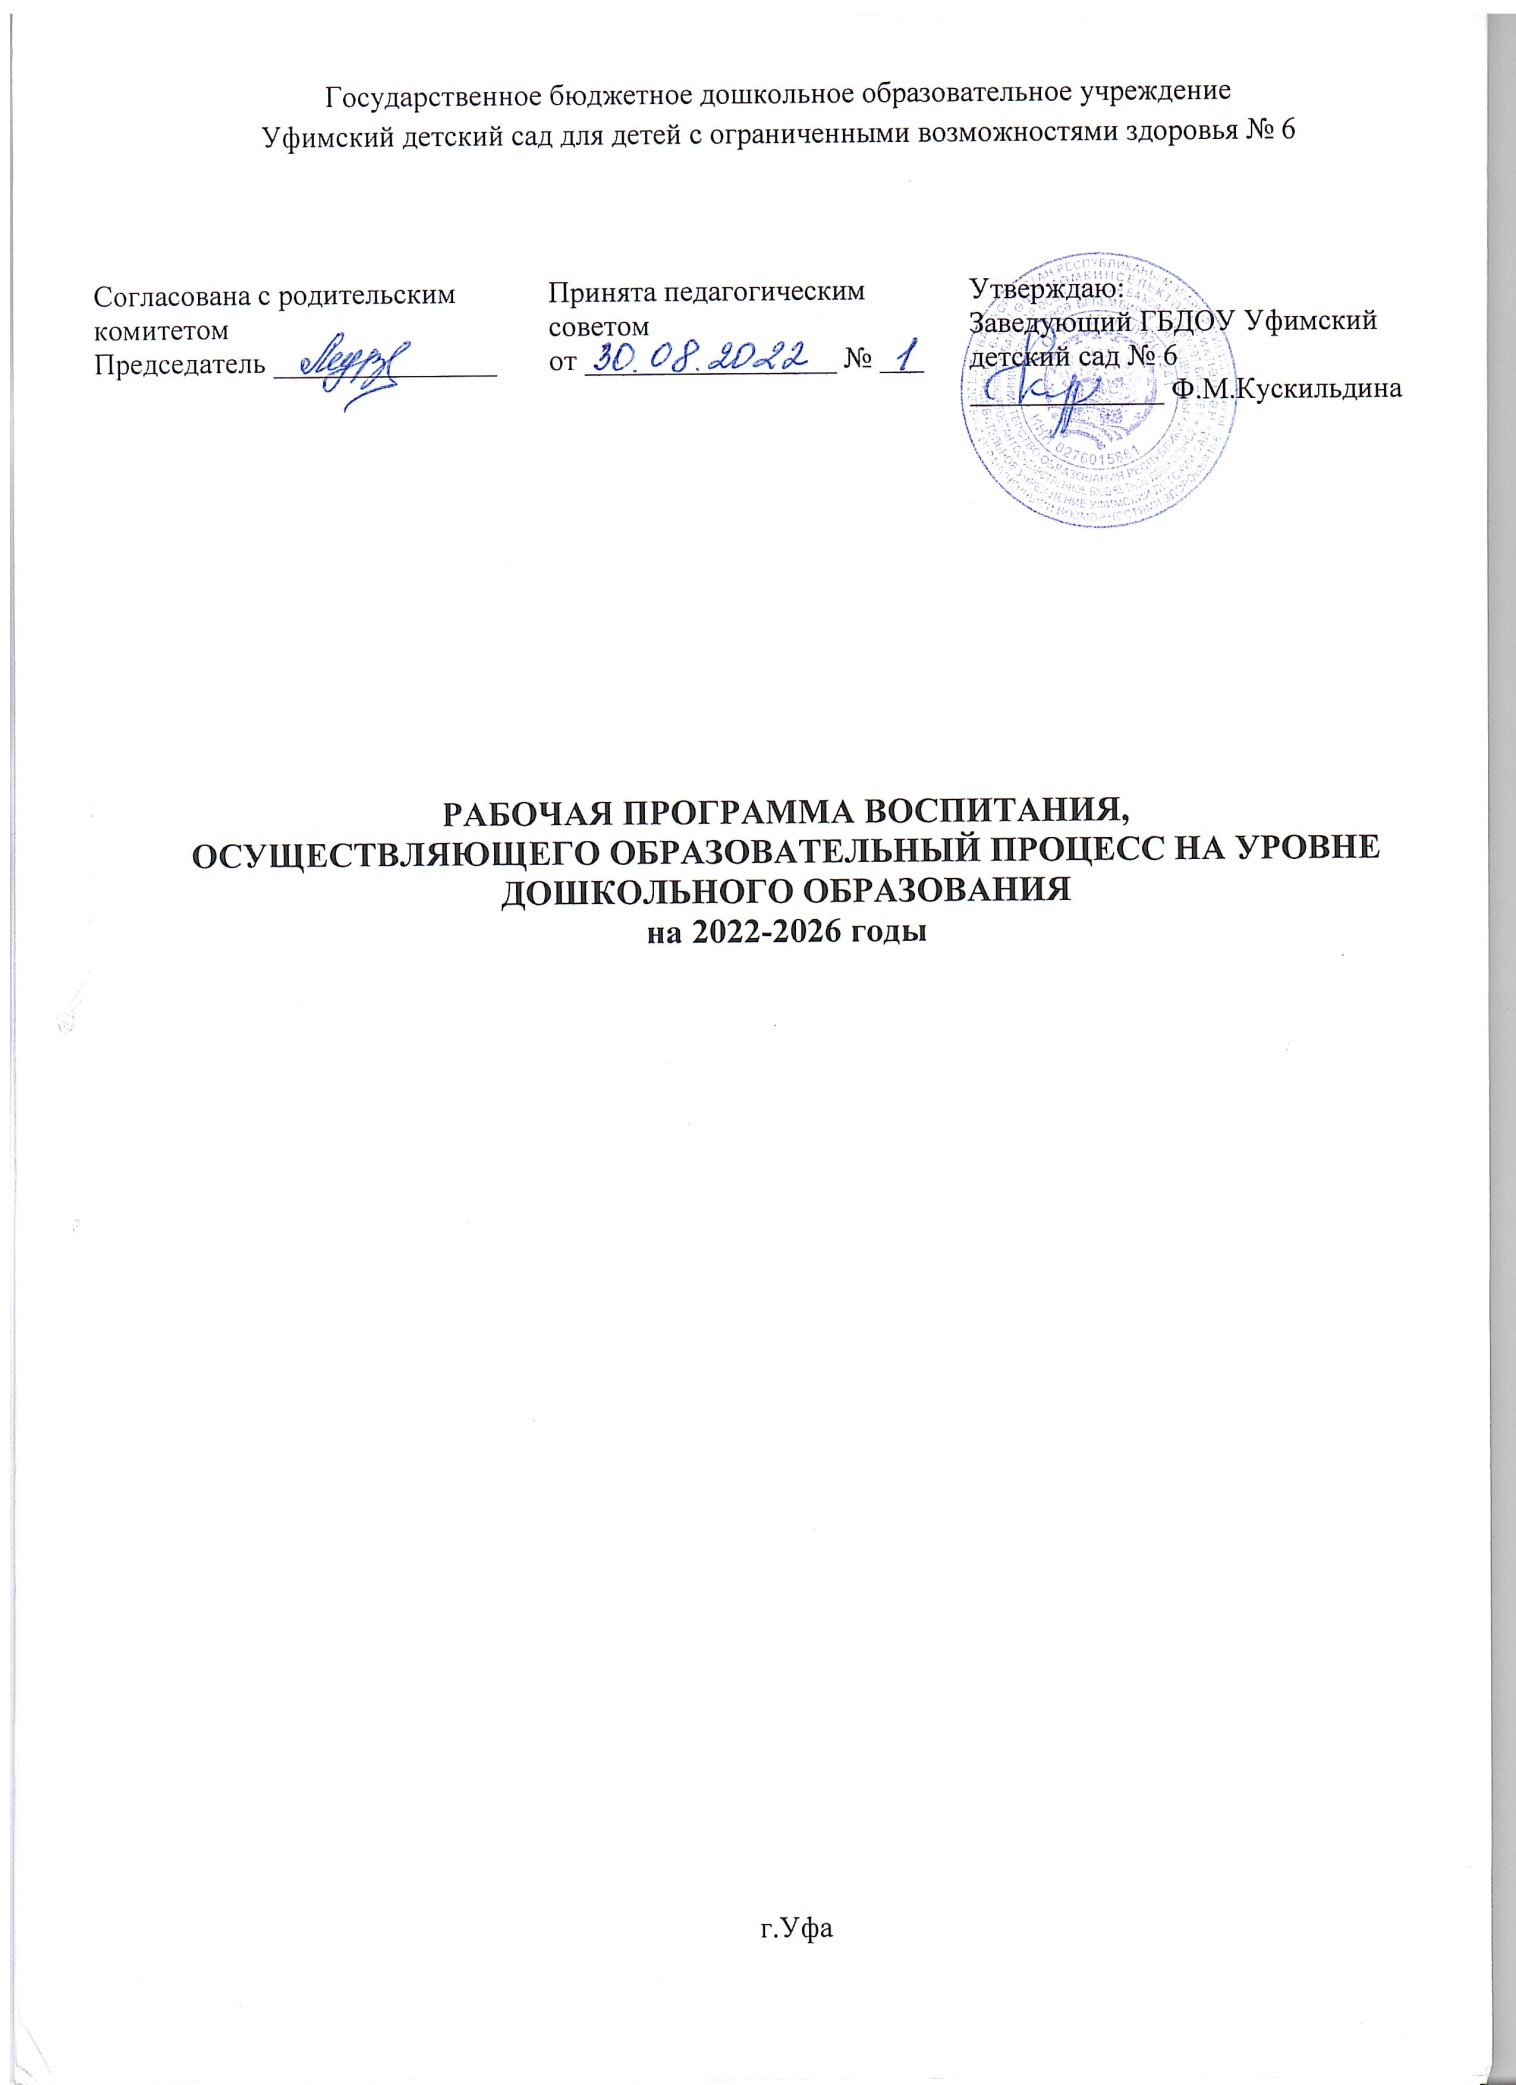 Государственное бюджетное дошкольное образовательное учреждение
Уфимский детский сад для детей с ограниченными возможностями здоровья № 6
Согласована с родительским
комитетом
Председатель
Принята педагогическим
советом
от 30.08.2022 № 1
Утверждаю:
Заведующий ГБДОУ Уфимский
детский сад № 6
Ф.М.Кускильдина
РАБОЧАЯ ПРОГРАММА ВОСПИТАНИЯ,
ОСУЩЕСТВЛЯЮЩЕГО ОБРАЗОВАТЕЛЬНЫЙ ПРОЦЕСС НА УРОВНЕ
ДОШКОЛЬНОГО ОБРАЗОВАНИЯ
на 2022-2026 годы
г.Уфа